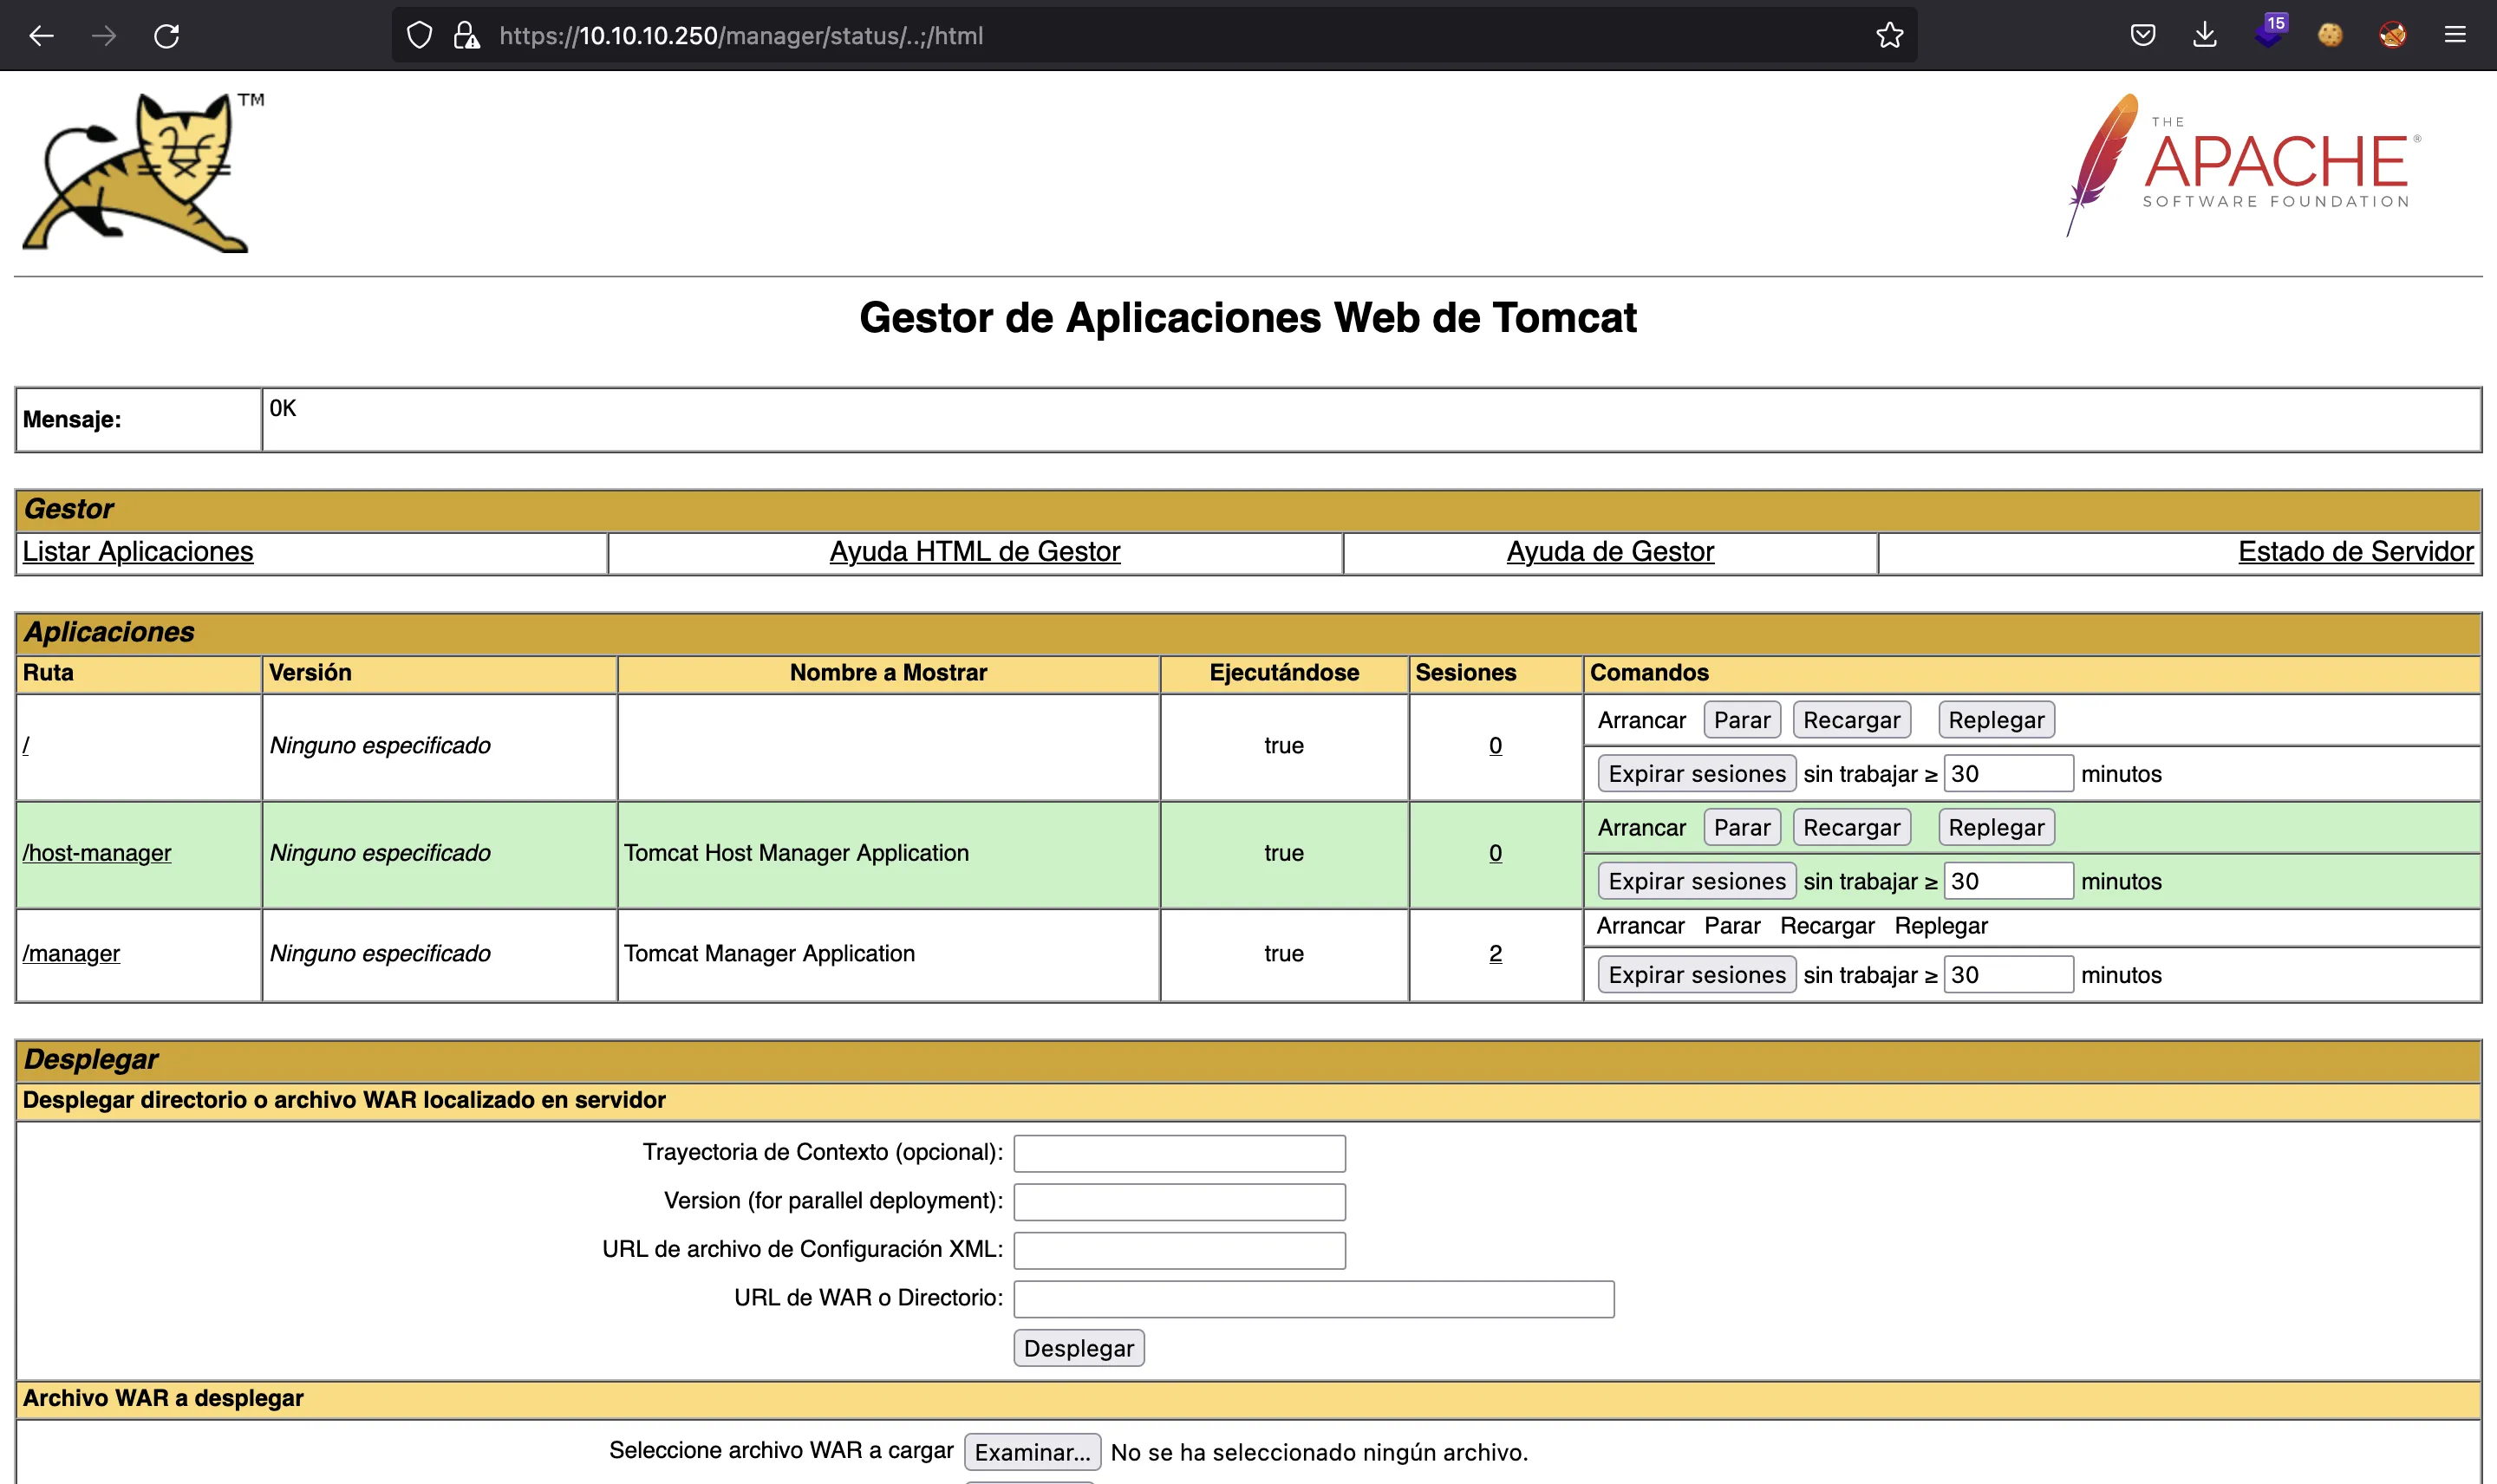 15
https://10.10.10.250/manager/status/..;/html
TM
THE
APACHE®
SOFTWARE FOUNDATION
Gestor de Aplicaciones Web de Tomcat
Mensaje: OK
Gestor
Listar Aplicaciones Ayuda HTML de Gestor Ayuda de Gestor Estado de Servidor
Aplicaciones
Ruta Versión Nombre a Mostrar Ejecutándose Sesiones Comandos
/ Ninguno especificado true 0
Arrancar Parar Recargar Replegar
Expirar sesiones sin trabajar ≥ 30 minutos
/host-manager Ninguno especificado Tomcat Host Manager Application true 0
Arrancar Parar Recargar Replegar
Expirar sesiones sin trabajar ≥ 30 minutos
/manager Ninguno especificado Tomcat Manager Application true 2
Arrancar Parar Recargar Replegar
Expirar sesiones sin trabajar ≥ 30 minutos
Desplegar
Desplegar directorio o archivo WAR localizado en servidor
Trayectoria de Contexto (opcional):
Version (for parallel deployment):
URL de archivo de Configuración XML:
URL de WAR o Directorio:
Desplegar
Archivo WAR a desplegar
Seleccione archivo WAR a cargar Examinar... No se ha seleccionado ningún archivo.